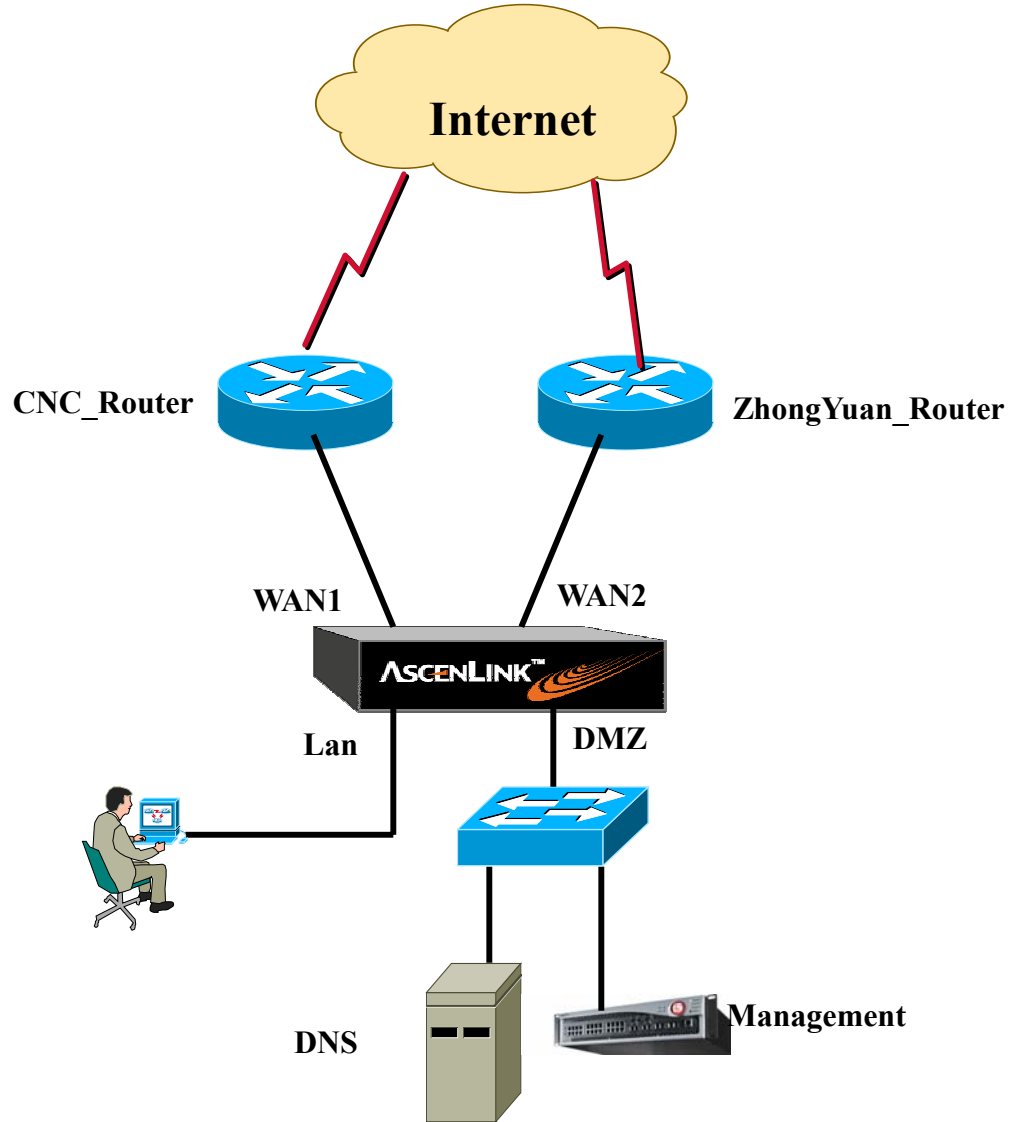 Internet
CNC_Router
ZhongYuan_Router
WAN1
WAN2
ASCENLINK™
Lan
DMZ
Management
DNS